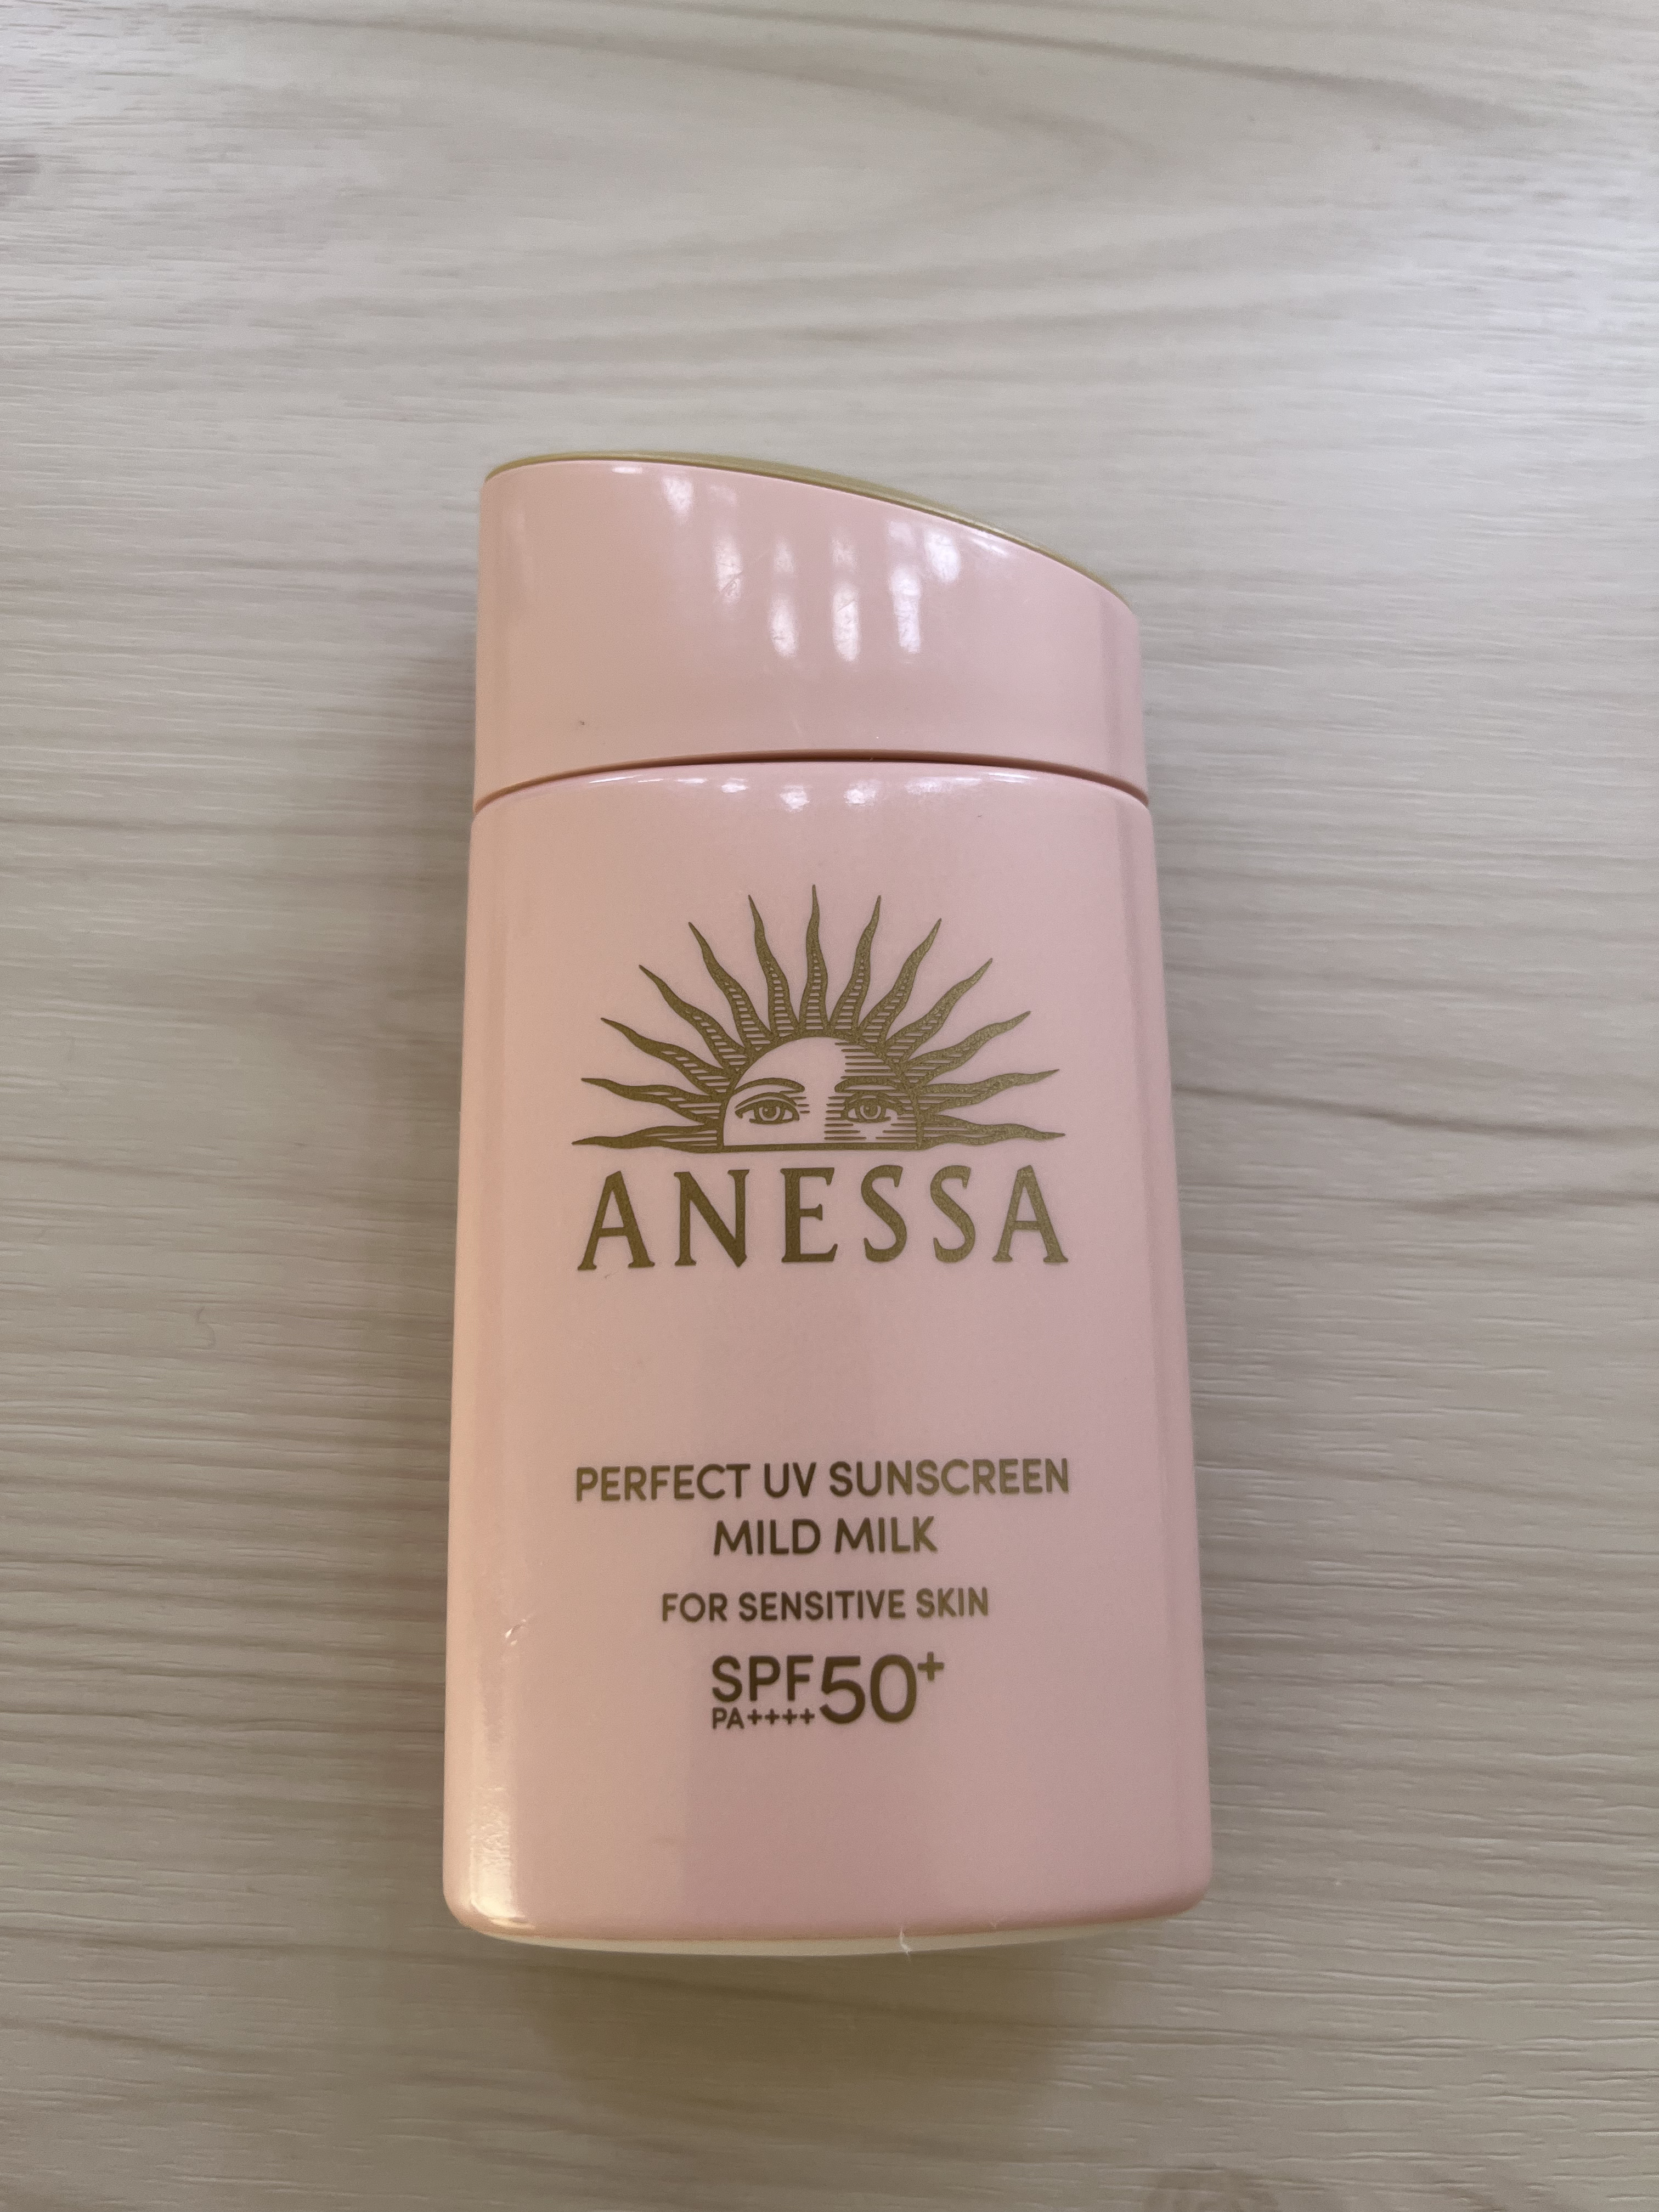 ANESSA
PERFECT UV SUNSCREEN
MILD MILK
FOR SENSITIVE SKIN
SPF50+
PA++++